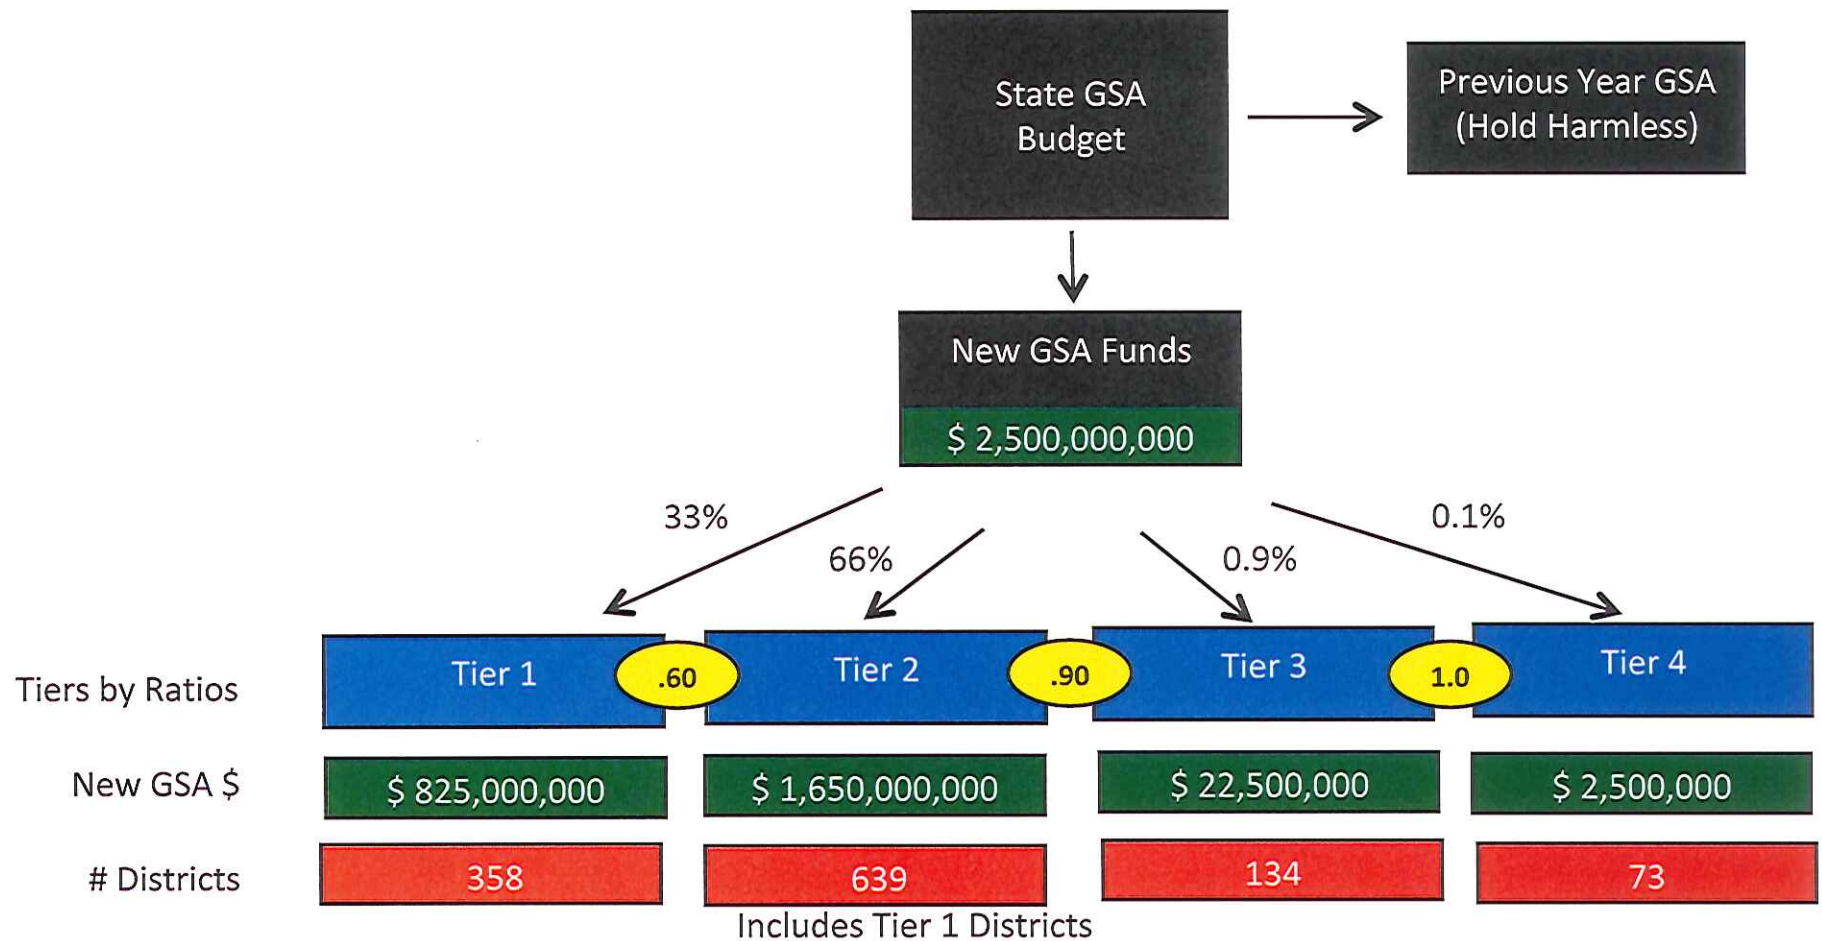 State GSA
Budget
Previous Year GSA
(Hold Harmless)
New GSA Funds
$ 2,500,000,000
33%
66%
0.9%
0.1%
Tiers by Ratios
Tier 1
.60
Tier 2
.90
Tier 3
1.0
Tier 4
New GSA $
$ 825,000,000
$ 1,650,000,000
$ 22,500,000
$ 2,500,000
# Districts
358
639
134
73
Includes Tier 1 Districts